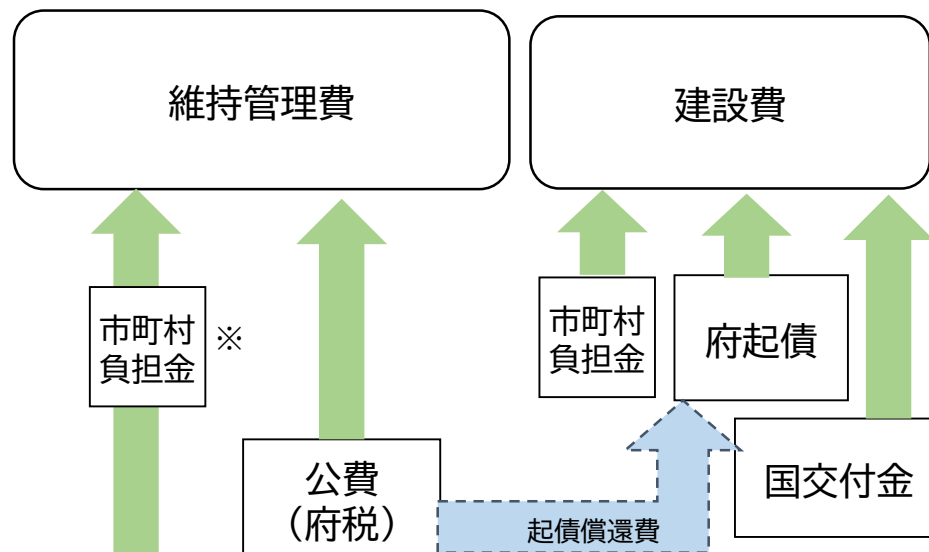 維持管理費
建設費
市町村
負担金
※
市町村
負担金
府起債
公費
（府税）
国交付金
起債償還費